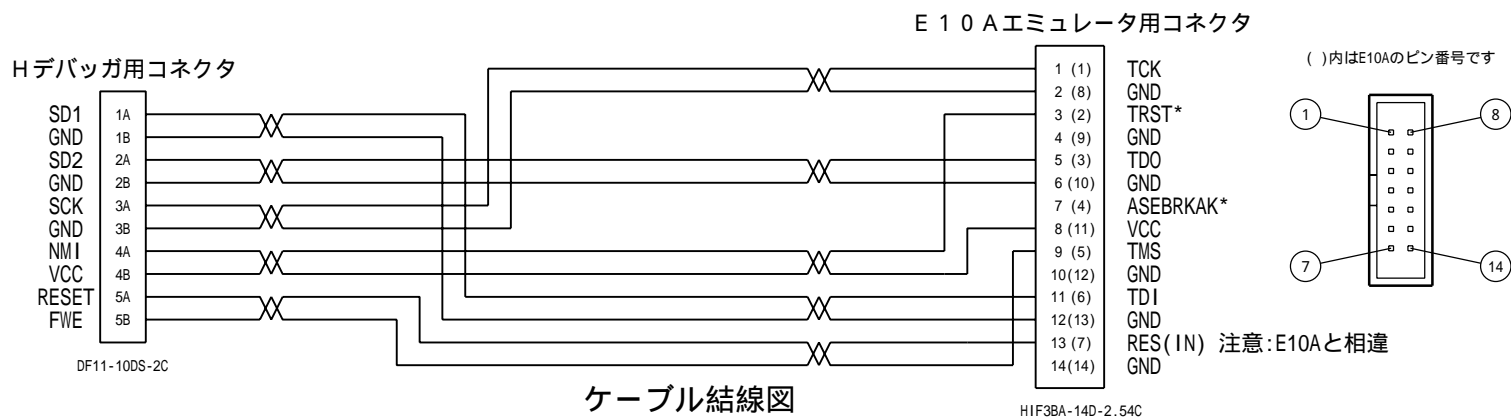 E10Aエミュレータ用コネクタ
( )内はE10Aのピン番号です
Hデバッガ用コネクタ
SD1 1A
GND 1B
SD2 2A
GND 2B
SCK 3A
GND 3B
NMI 4A
VCC 4B
RESET 5A
FWE 5B
DF11-10DS-2C
1 (1) TCK
2 (8) GND
3 (2) TRST*
4 (9) GND
5 (3) TDO
6 (10) GND
7 (4) ASEBRKAK*
8 (11) VCC
9 (5) TMS
10(12) GND
11 (6) TDI
12(13) GND
13 (7) RES(IN) 注意:E10Aと相違
14(14) GND
HIF3BA-14D-2.54C
1 8
7 14
ケーブル結線図